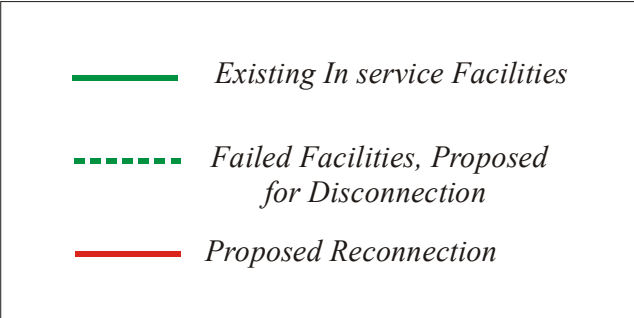 Existing In service Facilities
Failed Facilities, Proposed
for Disconnection
Proposed Reconnection